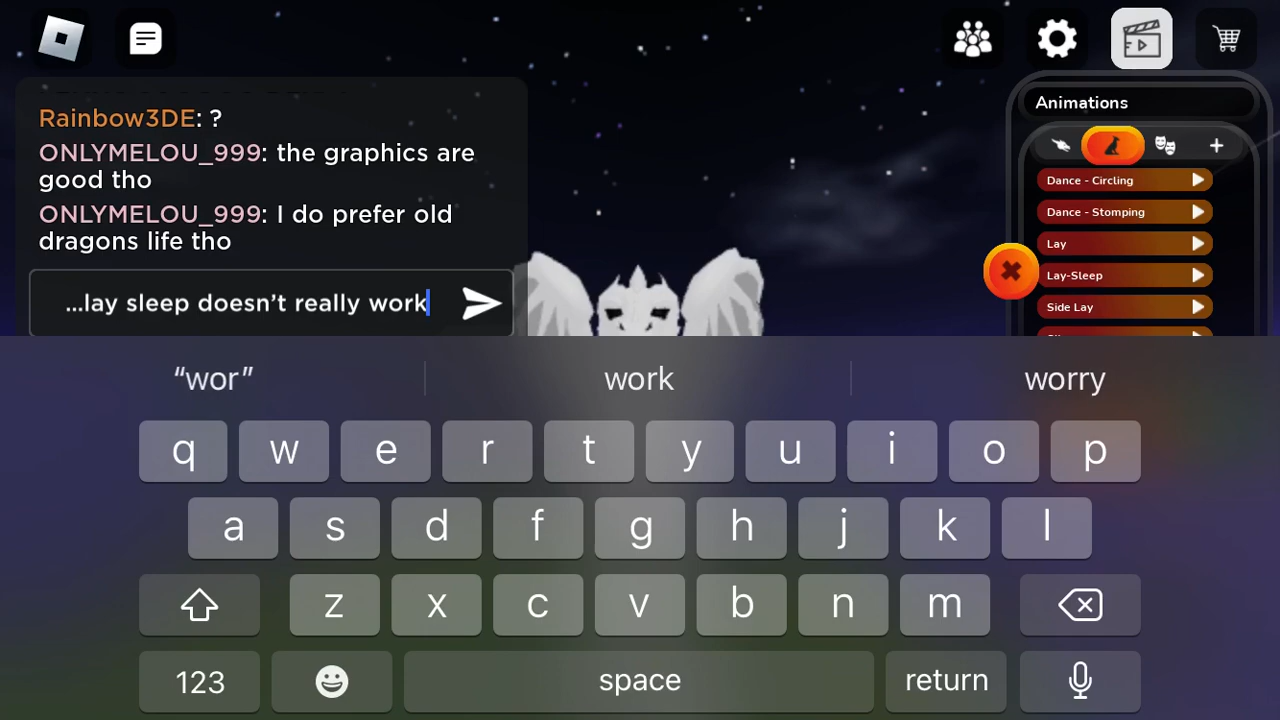 Rainbow3DE: ?
ONLYMELOU_999: the graphics are
good tho
ONLYMELOU_999: I do prefer old
dragons life tho
...lay sleep doesn't really work
Animations
Dance - Circling
Dance - Stomping
Lay
Lay-Sleep
Side Lay
“wor”
work
worry
q w e r t y u i o p
a s d f g h j k l
z x c v b n m
123 space return